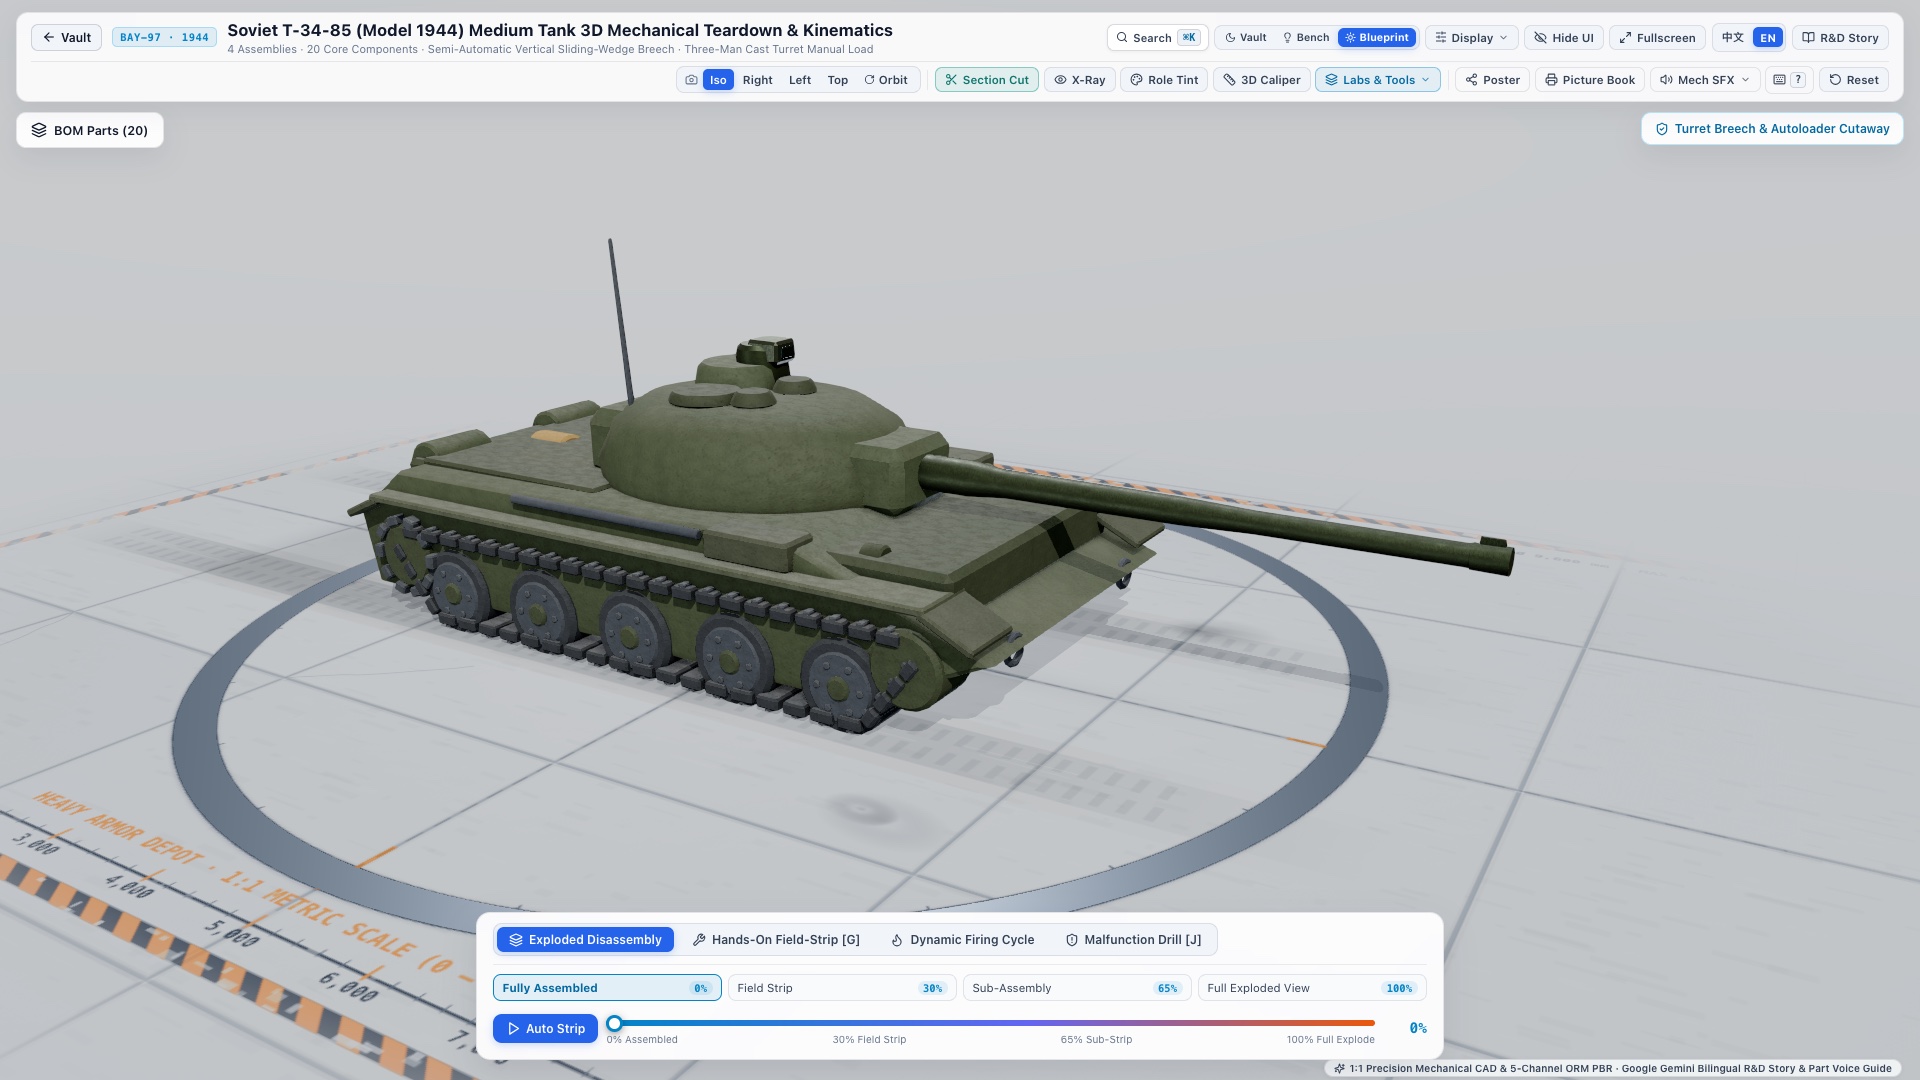 Vault
BAY-97 · 1944
Soviet T-34-85 (Model 1944) Medium Tank 3D Mechanical Teardown & Kinematics
4 Assemblies · 20 Core Components · Semi-Automatic Vertical Sliding-Wedge Breech · Three-Man Cast Turret Manual Load
Search ⌘K
Vault
Bench
Blueprint
Display
Hide UI
Fullscreen
中文
EN
R&D Story
Iso
Right
Left
Top
Orbit
Section Cut
X-Ray
Role Tint
3D Caliper
Labs & Tools
Poster
Picture Book
Mech SFX
?
Reset
BOM Parts (20)
Turret Breech & Autoloader Cutaway
HEAVY ARMOR DEPOT · 1:1 METRIC SCALE (0 –
3,000
4,000
5,000
6,000
Exploded Disassembly
Hands-On Field-Strip [G]
Dynamic Firing Cycle
Malfunction Drill [J]
Fully Assembled 0%
Field Strip 30%
Sub-Assembly 65%
Full Exploded View 100%
Auto Strip
0%
0% Assembled
30% Field Strip
65% Sub-Strip
100% Full Explode
1:1 Precision Mechanical CAD & 5-Channel ORM PBR · Google Gemini Bilingual R&D Story & Part Voice Guide